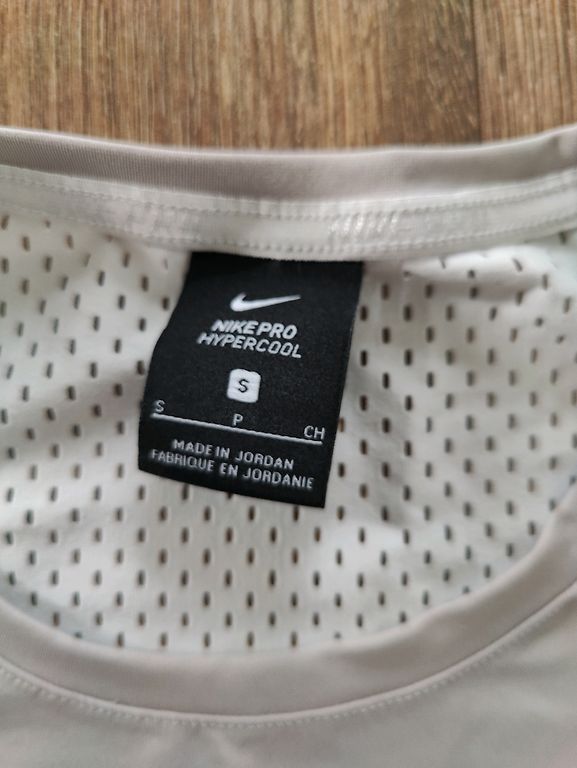 NIKE PRO
HYPERCOOL
S
S P CH
MADE IN JORDAN
FABRIQUE EN JORDANIE